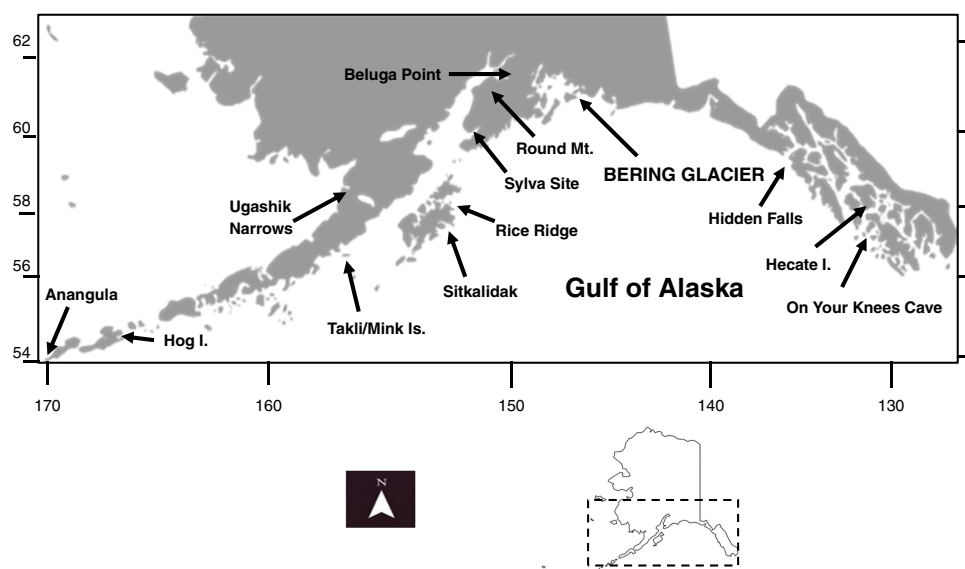 62
60
58
56
54
Beluga Point
Round Mt.
Sylva Site
BERING GLACIER
Hidden Falls
Ugashik
Narrows
Rice Ridge
Hecate I.
Sitkalidak
Gulf of Alaska
On Your Knees Cave
Anangula
Takli/Mink Is.
Hog I.
170
160
150
140
130
N